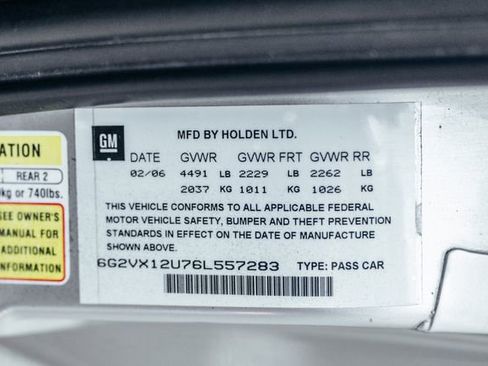 GM
MFD BY HOLDEN LTD.
DATE GVWR GVWR FRT GVWR RR
02/06 4491 LB 2229 LB 2262 LB
2037 KG 1011 KG 1026 KG
THIS VEHICLE CONFORMS TO ALL APPLICABLE FEDERAL
MOTOR VEHICLE SAFETY, BUMPER AND THEFT PREVENTION
STANDARDS IN EFFECT ON THE DATE OF MANUFACTURE
SHOWN ABOVE.
6G2VX12U76L557283 TYPE: PASS CAR
ATION
REAR 2
kg or 740lbs.
SEE OWNER'S
MANUAL FOR
ADDITIONAL
INFORMATION